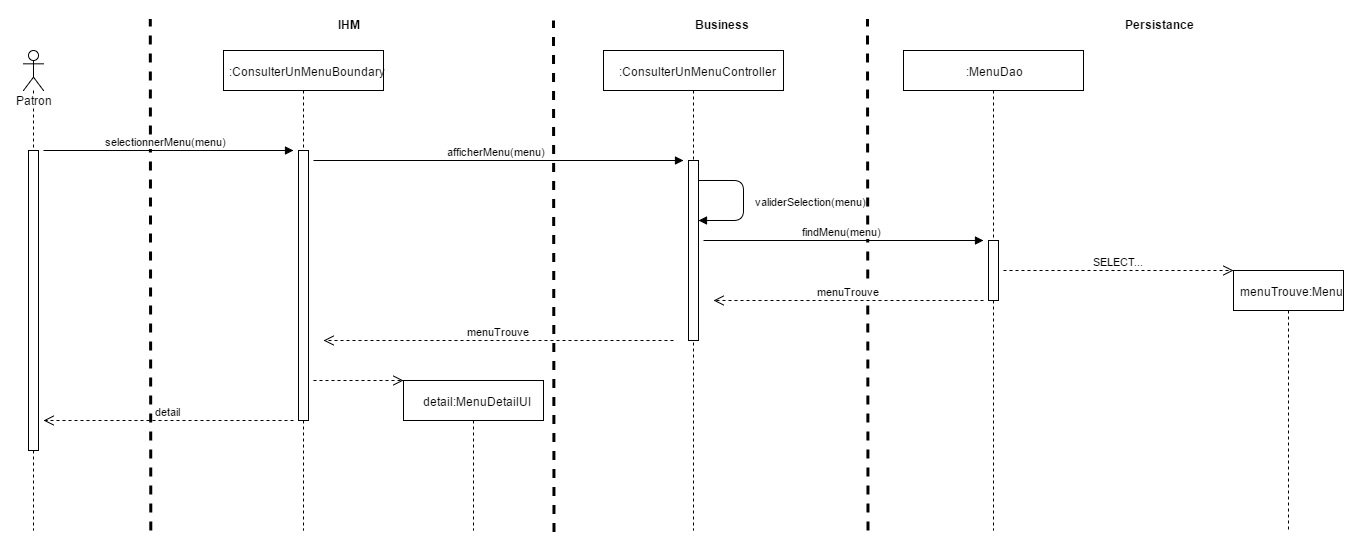 IHM
Business
Persistance
:ConsulterUnMenuBoundary
:ConsulterUnMenuController
:MenuDao
Patron
selectionnerMenu(menu)
afficherMenu(menu)
validerSelection(menu)
findMenu(menu)
SELECT...
menuTrouve:Menu
menuTrouve
menuTrouve
detail:MenuDetailUI
detail